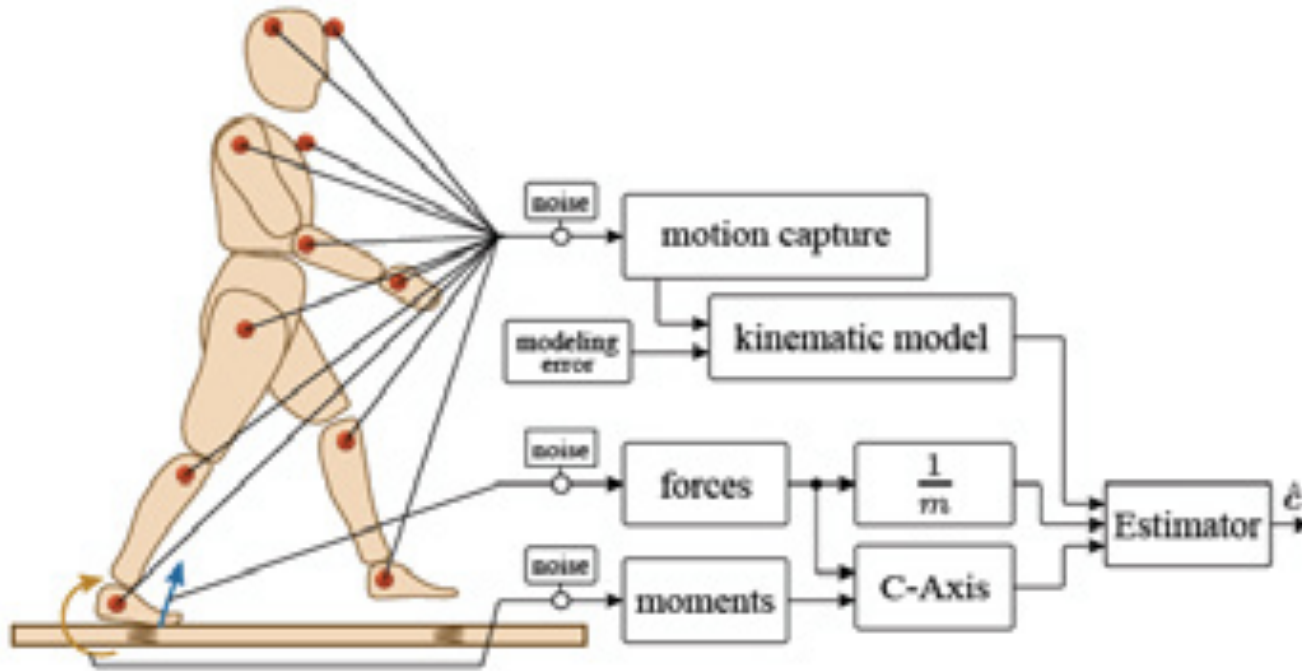 noise
motion capture
modeling
error
kinematic model
noise
forces
1
m
Estimator
ĉ
noise
moments
C-Axis